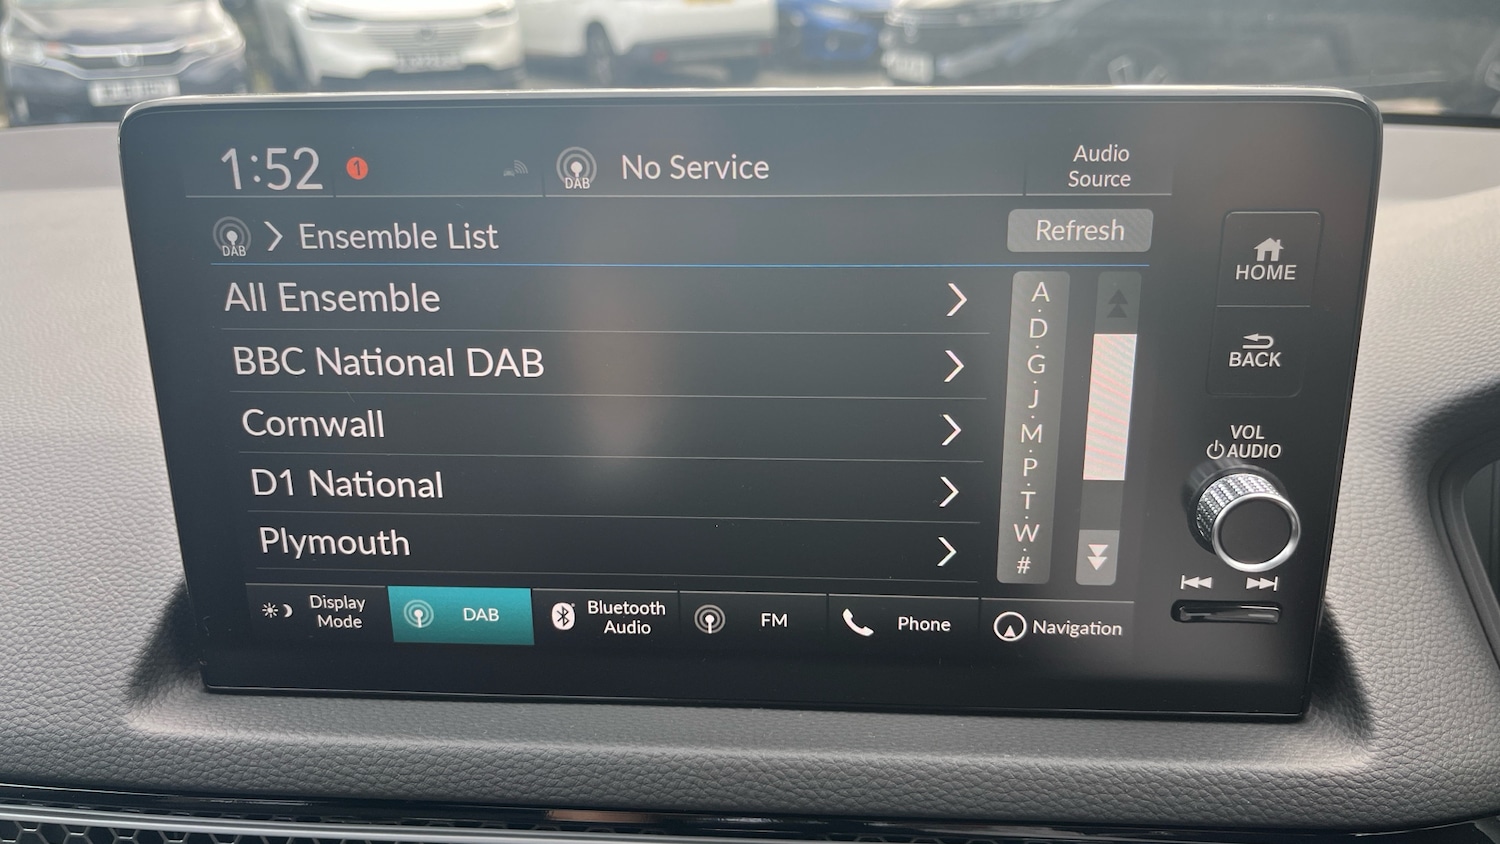 1:52 1 DAB No Service Audio
Source
DAB Ensemble List Refresh
All Ensemble
BBC National DAB
Cornwall
D1 National
Plymouth
A
D
G
J
M
P
T
W
#
HOME
BACK
VOL
AUDIO
Display
Mode
DAB
Bluetooth
Audio
FM
Phone
Navigation